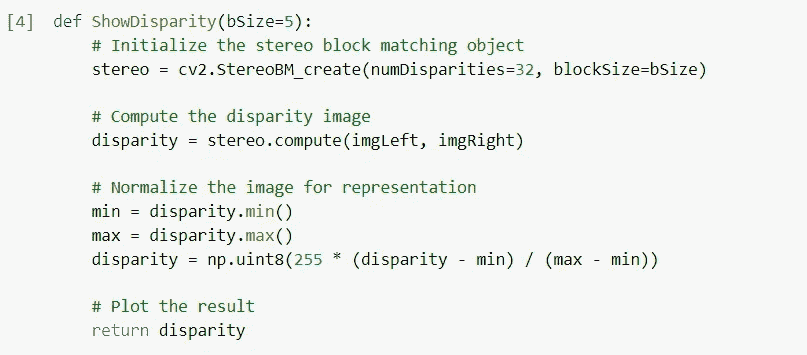 [4] def ShowDisparity(bSize=5):
    # Initialize the stereo block matching object
    stereo = cv2.StereoBM_create(numDisparities=32, blockSize=bSize)
    # Compute the disparity image
    disparity = stereo.compute(imgLeft, imgRight)
    # Normalize the image for representation
    min = disparity.min()
    max = disparity.max()
    disparity = np.uint8(255 * (disparity - min) / (max - min))
    # Plot the result
    return disparity